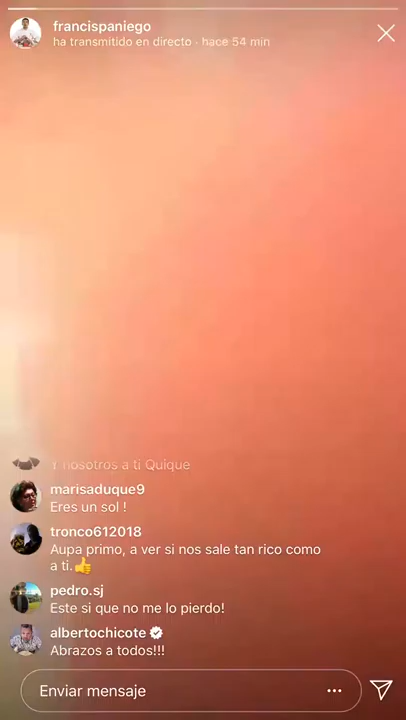 francispaniego
ha transmitido en directo · hace 54 min
Y nosotros a ti Quique
marisaduque9
Eres un sol !
tronco612018
Aupa primo, a ver si nos sale tan rico como
a ti.👍
pedro.sj
Este si que no me lo pierdo!
albertochicote
Abrazos a todos!!!
Enviar mensaje